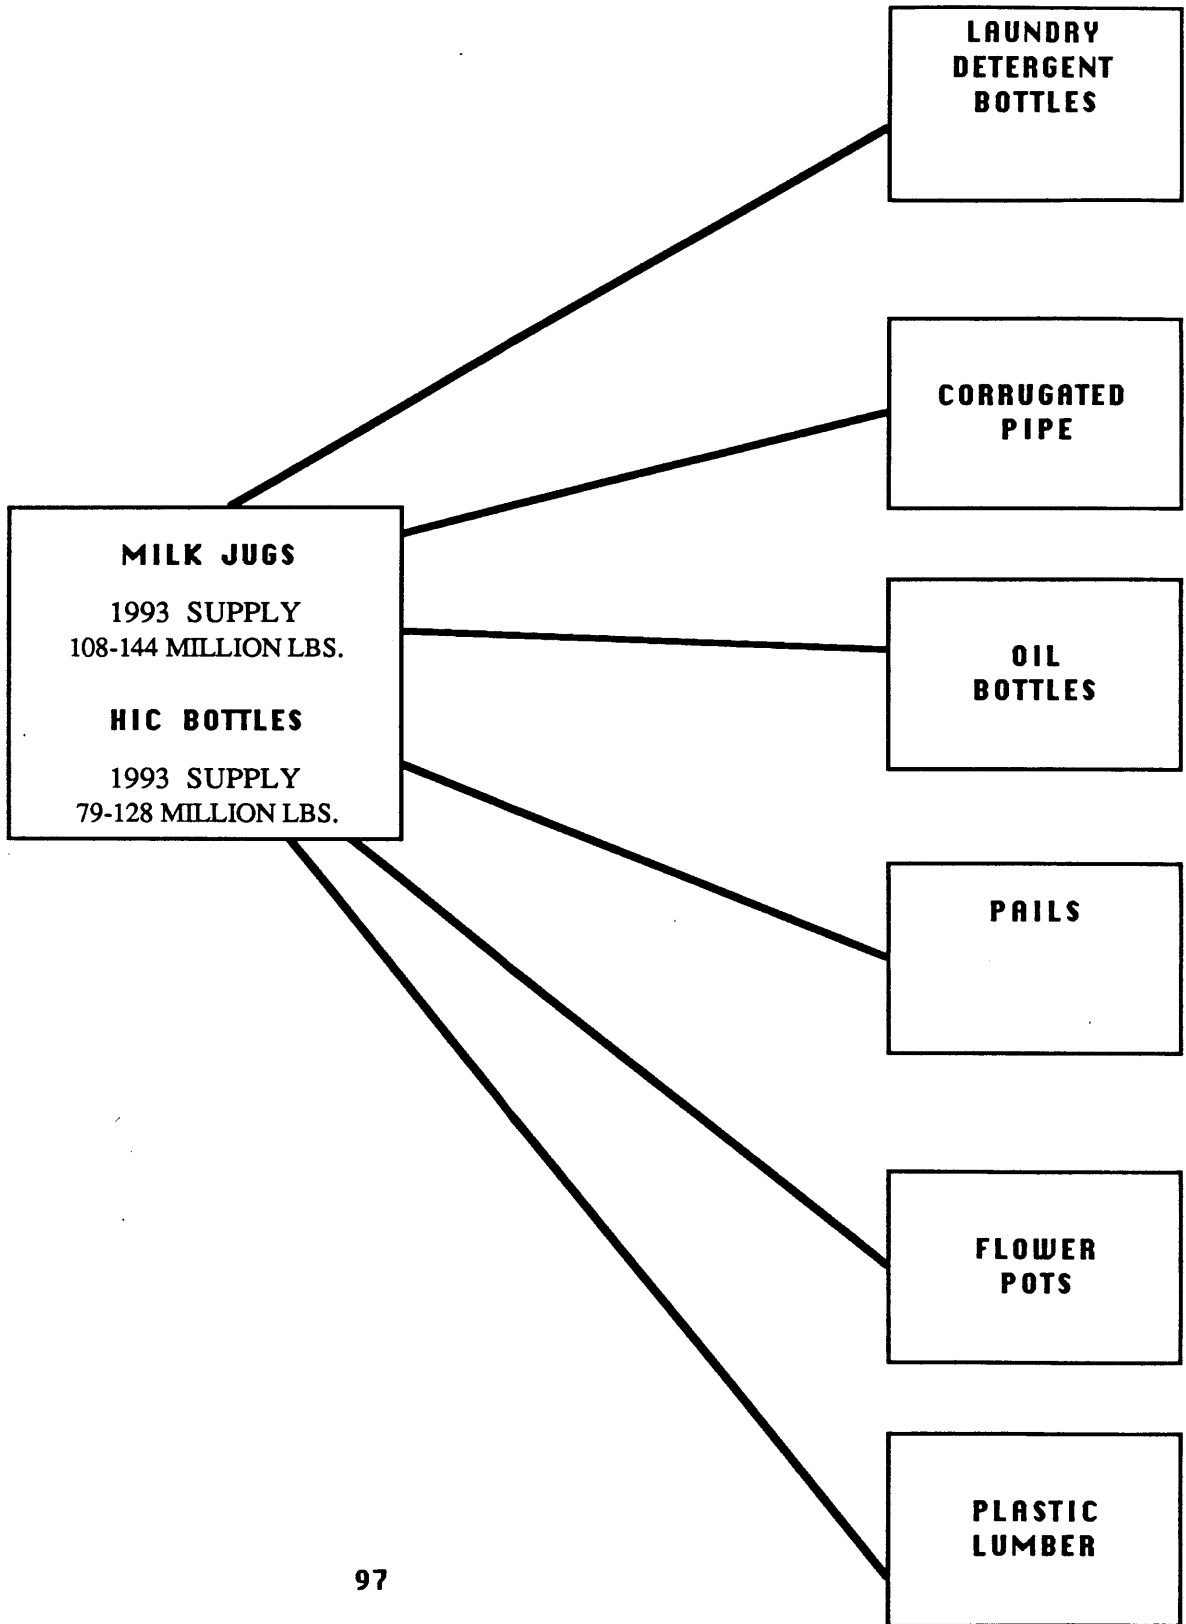 LAUNDRY
DETERGENT
BOTTLES
CORRUGATED
PIPE
MILK JUGS
1993 SUPPLY
108-144 MILLION LBS.
HIC BOTTLES
1993 SUPPLY
79-128 MILLION LBS.
OIL
BOTTLES
PAILS
FLOWER
POTS
PLASTIC
LUMBER
97